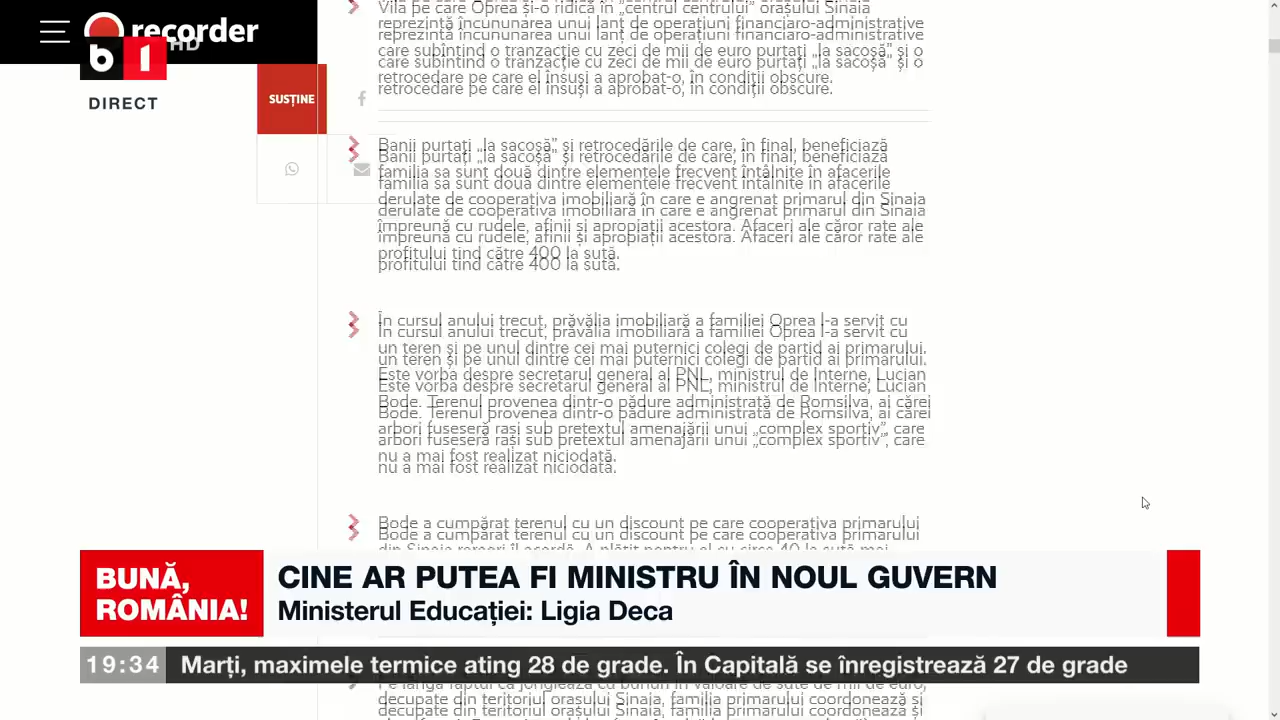 recorder
HD
b 1
DIRECT
SUSȚINE
Vila pe care Oprea și-o ridică în „centrul centrului” orașului Sinaia
reprezintă încununarea unui lanț de operațiuni financiaro-administrative
care subîntind o tranzacție cu zeci de mii de euro purtați „la sacoșă” și o
retrocedare pe care el însuși a aprobat-o, în condiții obscure.
Banii purtați „la sacoșă” și retrocedările de care, în final, beneficiază
familia sa sunt două dintre elementele frecvent întâlnite în afacerile
derulate de cooperativa imobiliară în care e angrenat primarul din Sinaia
împreună cu rudele, afinii și apropiații acestora. Afaceri ale căror rate ale
profitului tind către 400 la sută.
În cursul anului trecut, prăvălia imobiliară a familiei Oprea l-a servit cu
un teren și pe unul dintre cei mai puternici colegi de partid ai primarului.
Este vorba despre secretarul general al PNL, ministrul de Interne, Lucian
Bode. Terenul provenea dintr-o pădure administrată de Romsilva, ai cărei
arbori fuseseră rași sub pretextul amenajării unui „complex sportiv”, care
nu a mai fost realizat niciodată.
Bode a cumpărat terenul cu un discount pe care cooperativa primarului
BUNĂ,
ROMÂNIA!
CINE AR PUTEA FI MINISTRU ÎN NOUL GUVERN
Ministerul Educației: Ligia Deca
19:34 Marți, maximele termice ating 28 de grade. În Capitală se înregistrează 27 de grade
decupate din teritoriul orașului Sinaia, familia primarului coordonează și